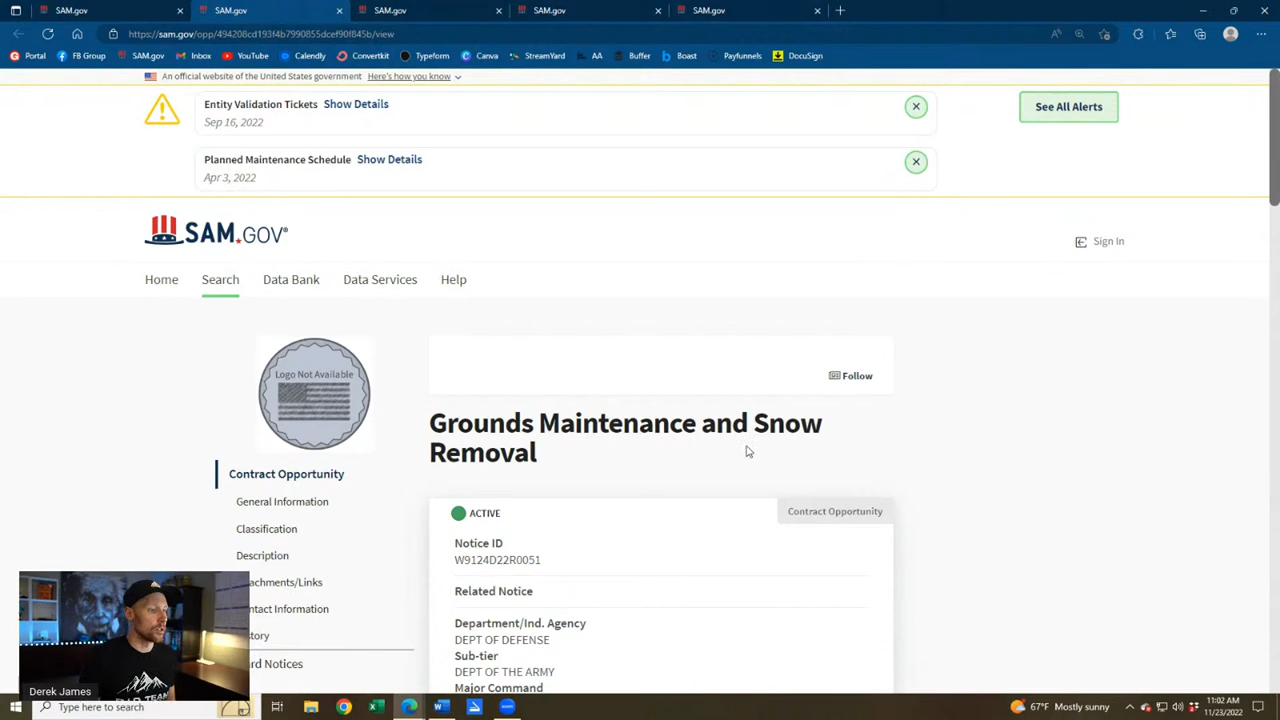 SAM.gov
SAM.gov
SAM.gov
SAM.gov
SAM.gov
https://sam.gov/opp/494208cd193f4b7990855dcef90f845b/view
Portal
FB Group
SAM.gov
Inbox
YouTube
Calendly
Convertkit
Typeform
Canva
StreamYard
AA
Buffer
Boast
Payfunnels
DocuSign
An official website of the United States government Here's how you know
Entity Validation Tickets Show Details
Sep 16, 2022
See All Alerts
Planned Maintenance Schedule Show Details
Apr 3, 2022
SAM.GOV®
Sign In
Home
Search
Data Bank
Data Services
Help
Logo Not Available
Follow
Grounds Maintenance and Snow
Removal
Contract Opportunity
General Information
Classification
Description
achments/Links
ntact Information
story
rd Notices
ACTIVE
Contract Opportunity
Notice ID
W9124D22R0051
Related Notice
Department/Ind. Agency
DEPT OF DEFENSE
Sub-tier
DEPT OF THE ARMY
Major Command
Derek James
Type here to search
67°F Mostly sunny
11:02 AM
11/23/2022